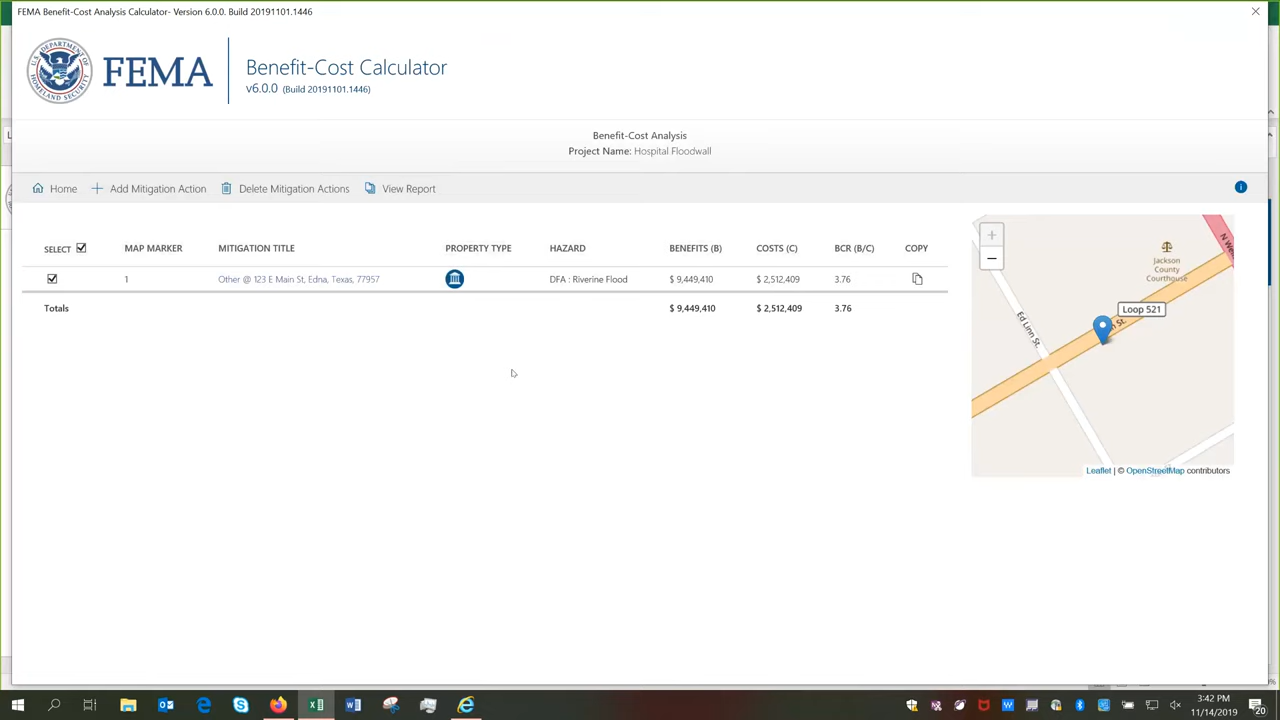 FEMA Benefit-Cost Analysis Calculator- Version 6.0.0. Build 20191101.1446
FEMA
Benefit-Cost Calculator
V6.0.0 (Build 20191101.1446)
Benefit-Cost Analysis
Project Name: Hospital Floodwall
Home Add Mitigation Action Delete Mitigation Actions View Report
SELECT MAP MARKER MITIGATION TITLE PROPERTY TYPE HAZARD BENEFITS (B) COSTS (C) BCR (B/C) COPY
1 Other @ 123 E Main St, Edna, Texas, 77957 DFA : Riverine Flood $ 9,449,410 $ 2,512,409 3.76
Totals $ 9,449,410 $ 2,512,409 3.76
Jackson
County
Courthouse
Loop 521
Ed Linn St.
Leaflet | © OpenStreetMap contributors
3:42 PM
11/14/2019
20